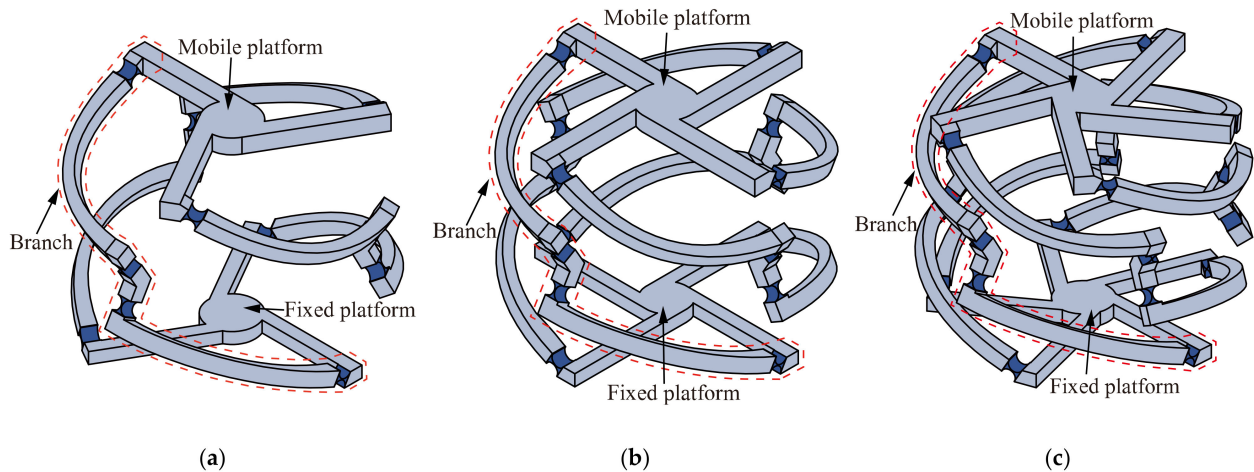 Mobile platform
Branch
Fixed platform
(a)
Mobile platform
Branch
Fixed platform
(b)
Mobile platform
Branch
Fixed platform
(c)